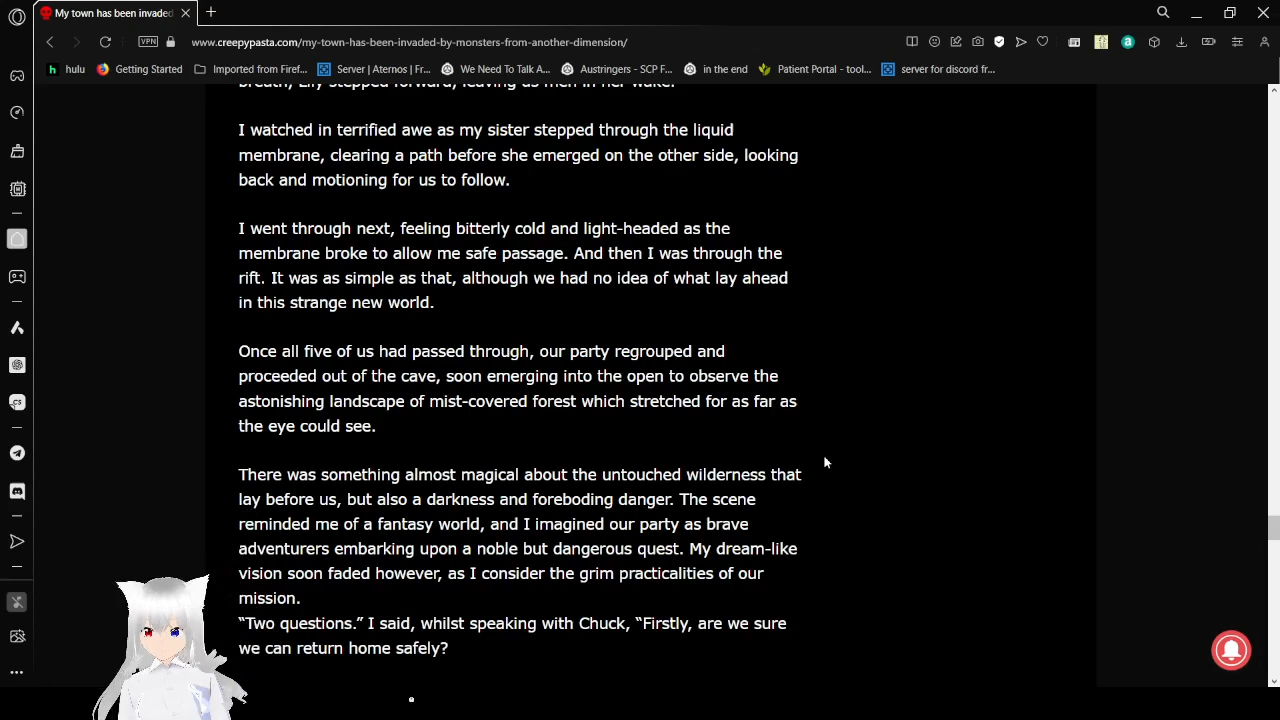 My town has been invaded
VPN
www.creepypasta.com/my-town-has-been-invaded-by-monsters-from-another-dimension/
hulu
Getting Started
Imported from Firef...
Server | Aternos | Fr...
We Need To Talk A...
Austringers - SCP F...
in the end
Patient Portal - tool...
server for discord fr...
breath, Lily stepped forward, leaving us men in her wake.
I watched in terrified awe as my sister stepped through the liquid
membrane, clearing a path before she emerged on the other side, looking
back and motioning for us to follow.
I went through next, feeling bitterly cold and light-headed as the
membrane broke to allow me safe passage. And then I was through the
rift. It was as simple as that, although we had no idea of what lay ahead
in this strange new world.
Once all five of us had passed through, our party regrouped and
proceeded out of the cave, soon emerging into the open to observe the
astonishing landscape of mist-covered forest which stretched for as far as
the eye could see.
There was something almost magical about the untouched wilderness that
lay before us, but also a darkness and foreboding danger. The scene
reminded me of a fantasy world, and I imagined our party as brave
adventurers embarking upon a noble but dangerous quest. My dream-like
vision soon faded however, as I consider the grim practicalities of our
mission.
“Two questions.” I said, whilst speaking with Chuck, “Firstly, are we sure
we can return home safely?